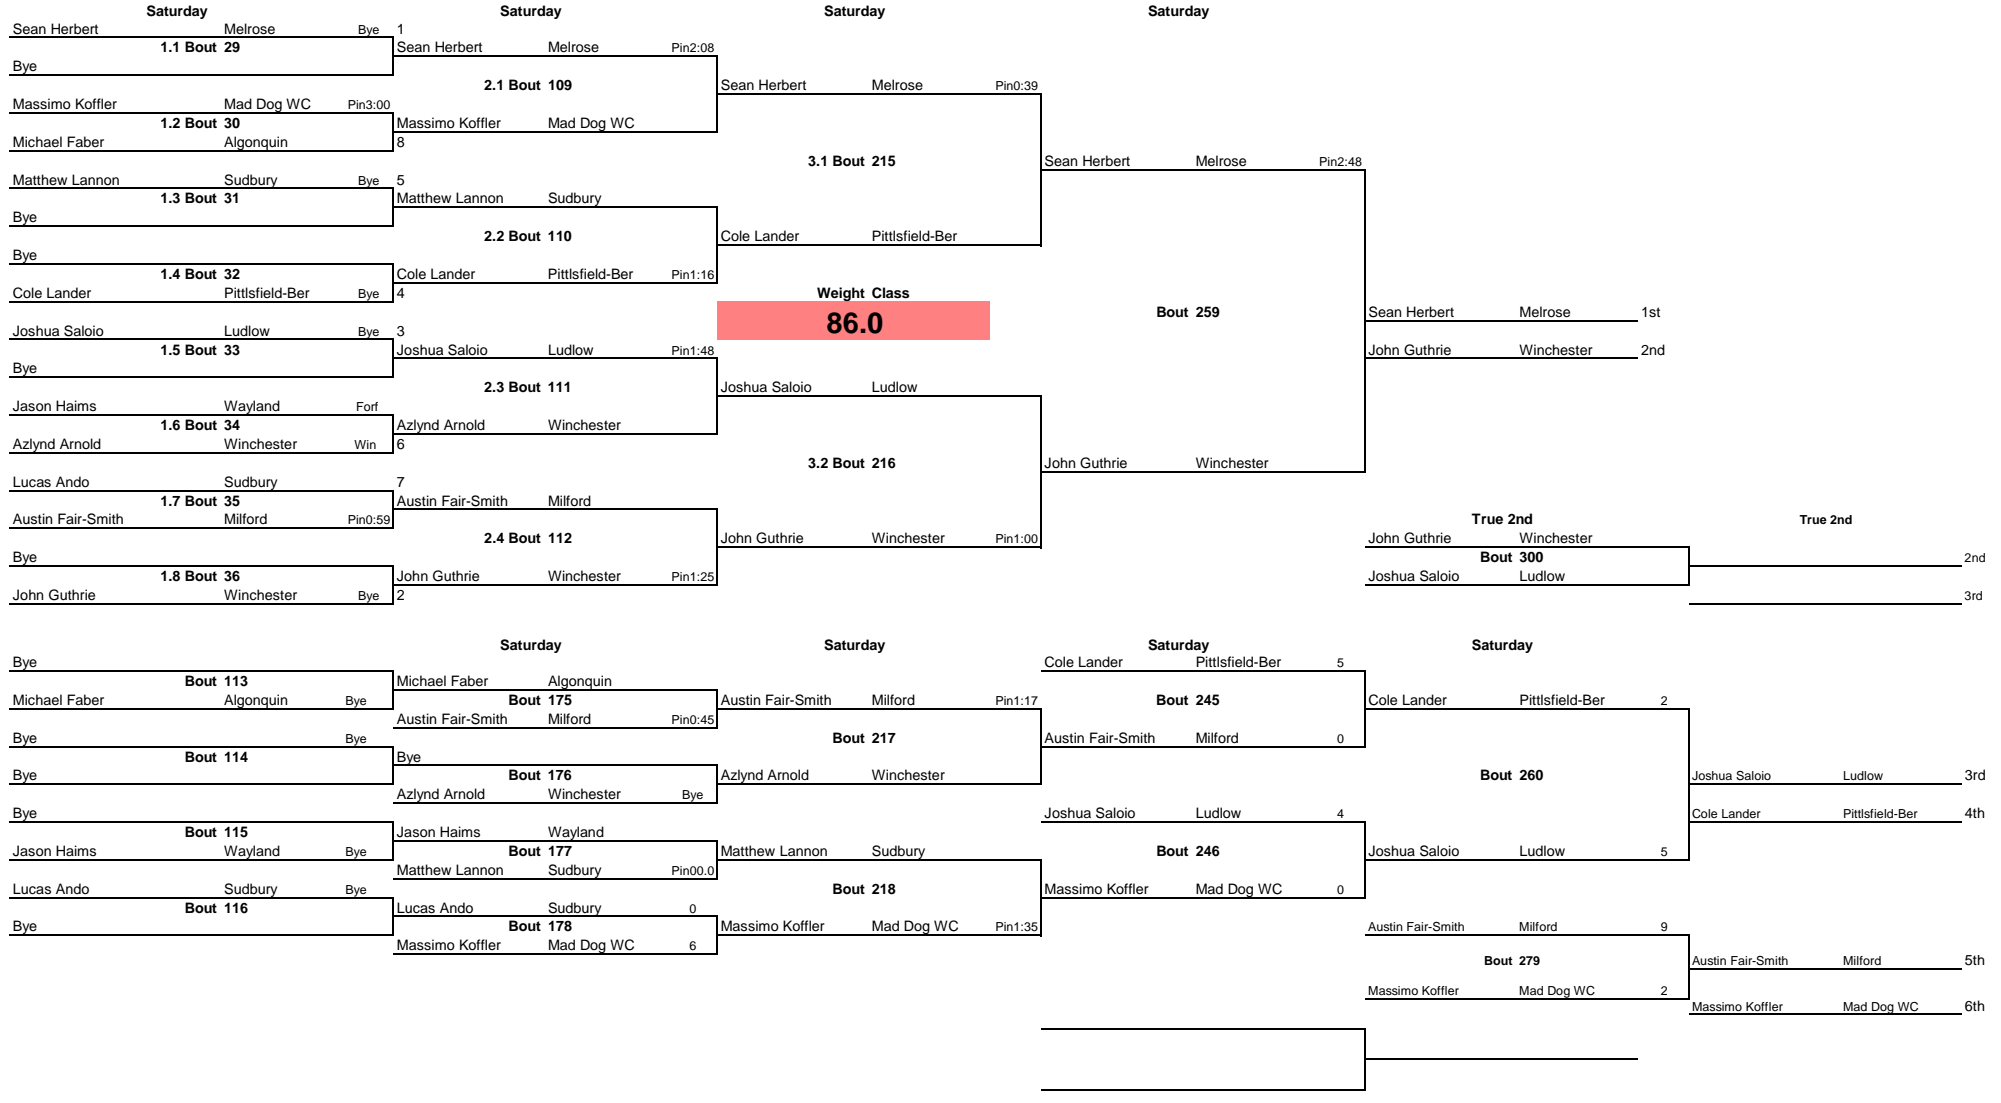 Saturday Saturday Saturday Saturday
Sean Herbert Melrose Bye 1
1.1 Bout 29 Sean Herbert Melrose Pin2:08
Bye
2.1 Bout 109 Sean Herbert Melrose Pin0:39
Massimo Koffler Mad Dog WC Pin3:00
1.2 Bout 30 Massimo Koffler Mad Dog WC
Michael Faber Algonquin 8
3.1 Bout 215 Sean Herbert Melrose Pin2:48
Matthew Lannon Sudbury Bye 5
1.3 Bout 31 Matthew Lannon Sudbury
Bye
2.2 Bout 110 Cole Lander Pittlsfield-Ber
Bye
1.4 Bout 32 Cole Lander Pittlsfield-Ber Pin1:16
Cole Lander Pittlsfield-Ber Bye 4 Weight Class
86.0 Bout 259 Sean Herbert Melrose 1st
Joshua Saloio Ludlow Bye 3
1.5 Bout 33 Joshua Saloio Ludlow Pin1:48 John Guthrie Winchester 2nd
Bye
2.3 Bout 111 Joshua Saloio Ludlow
Jason Haims Wayland Forf
1.6 Bout 34 Azlynd Arnold Winchester
Azlynd Arnold Winchester Win 6
3.2 Bout 216 John Guthrie Winchester
Lucas Ando Sudbury 7
1.7 Bout 35 Austin Fair-Smith Milford
Austin Fair-Smith Milford Pin0:59 True 2nd True 2nd
2.4 Bout 112 John Guthrie Winchester Pin1:00 John Guthrie Winchester
Bye Bout 300 2nd
1.8 Bout 36 John Guthrie Winchester Pin1:25 Joshua Saloio Ludlow
John Guthrie Winchester Bye 2 3rd
Saturday Saturday Saturday Saturday
Bye Cole Lander Pittlsfield-Ber 5
Bout 113 Michael Faber Algonquin
Michael Faber Algonquin Bye Bout 175 Austin Fair-Smith Milford Pin1:17 Bout 245 Cole Lander Pittlsfield-Ber 2
Austin Fair-Smith Milford Pin0:45
Bye Bye Bout 217 Austin Fair-Smith Milford 0
Bout 114 Bye
Bye Bout 176 Azlynd Arnold Winchester Bout 260 Joshua Saloio Ludlow 3rd
Azlynd Arnold Winchester Bye
Bye Joshua Saloio Ludlow 4 Cole Lander Pittlsfield-Ber 4th
Bout 115 Jason Haims Wayland
Jason Haims Wayland Bye Bout 177 Matthew Lannon Sudbury Bout 246 Joshua Saloio Ludlow 5
Matthew Lannon Sudbury Pin00.0
Lucas Ando Sudbury Bye Bout 218 Massimo Koffler Mad Dog WC 0
Bout 116 Lucas Ando Sudbury 0
Bye Bout 178 Massimo Koffler Mad Dog WC Pin1:35 Austin Fair-Smith Milford 9
Massimo Koffler Mad Dog WC 6
Bout 279 Austin Fair-Smith Milford 5th
Massimo Koffler Mad Dog WC 2
Massimo Koffler Mad Dog WC 6th